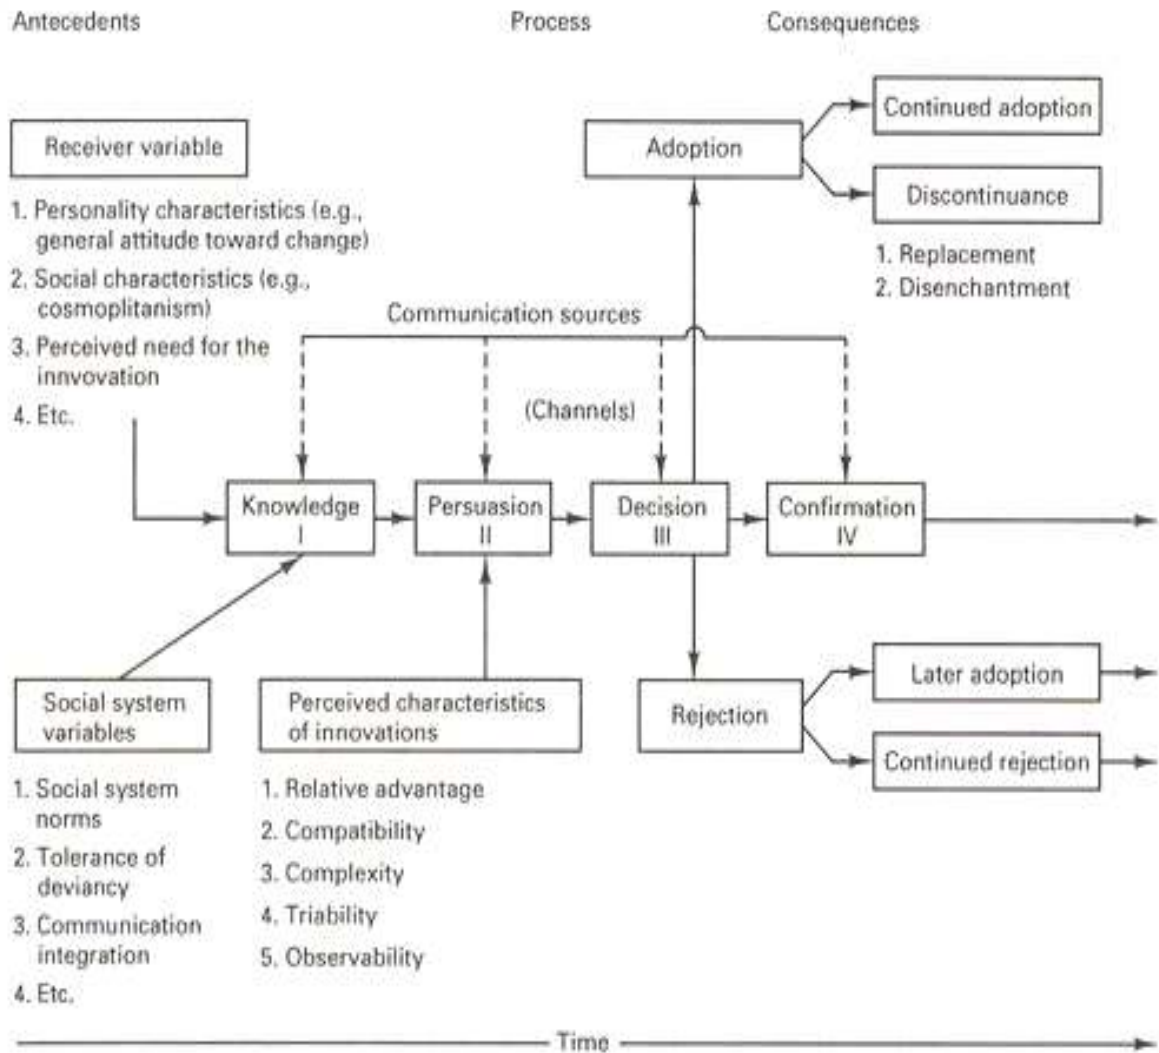 Antecedents
Process
Consequences
Receiver variable
1. Personality characteristics (e.g.,
general attitude toward change)
2. Social characteristics (e.g.,
cosmoplitanism)
3. Perceived need for the
innvovation
4. Etc.
Adoption
Continued adoption
Discontinuance
1. Replacement
2. Disenchantment
Communication sources
(Channels)
Knowledge
I
Persuasion
II
Decision
III
Confirmation
IV
Social system
variables
1. Social system
norms
2. Tolerance of
deviancy
3. Communication
integration
4. Etc.
Perceived characteristics
of innovations
1. Relative advantage
2. Compatibility
3. Complexity
4. Triability
5. Observability
Rejection
Later adoption
Continued rejection
Time